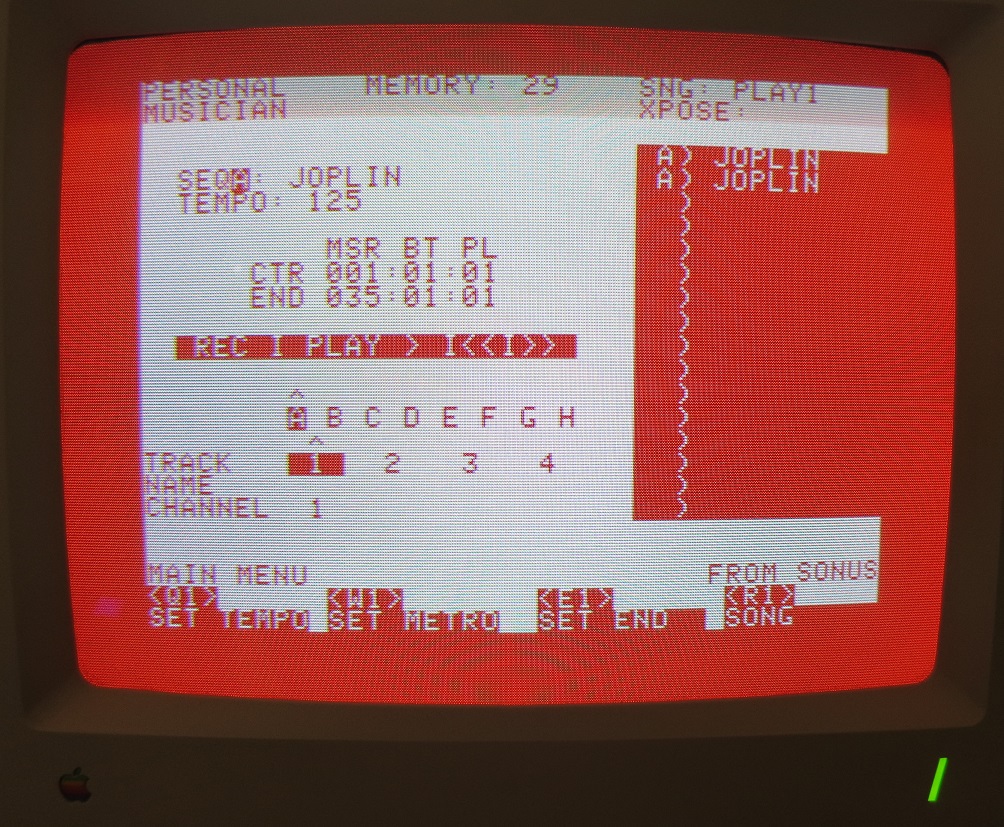 PERSONAL MEMORY: 29 SNG: PLAY1
MUSICIAN XPOSE:
A> JOPLIN
SEQA: JOPLIN A> JOPLIN
TEMPO: 125 >
>
MSR BT PL >
CTR 001:01:01 >
END 035:01:01 >
>
REC I PLAY > I<<I>> >
>
>
A B C D E F G H >
>
TRACK 1 2 3 4 >
NAME >
CHANNEL 1 >
MAIN MENU FROM SONUS
<Q1> <W1> <E1> <R1>
SET TEMPO SET METRO SET END SONG